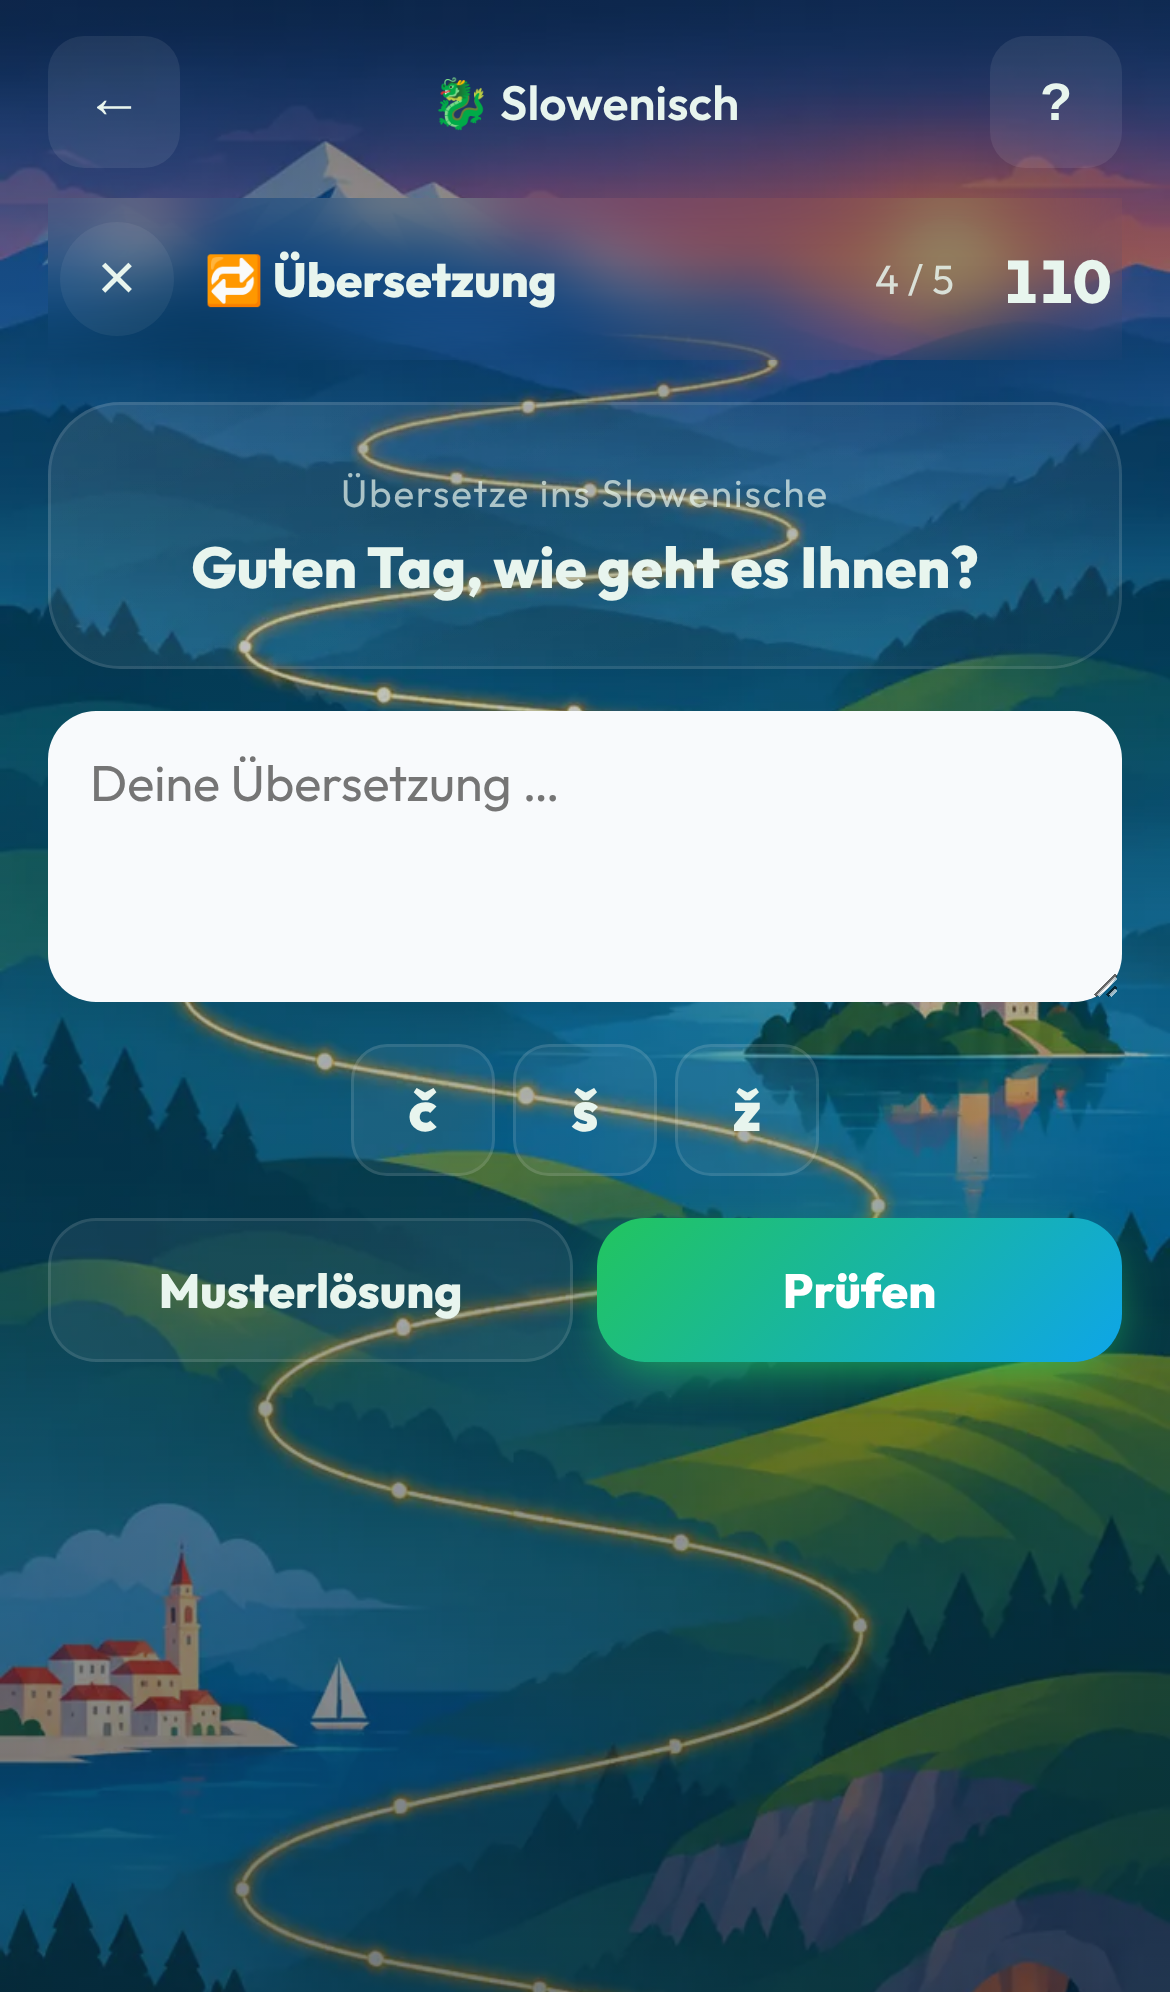 ← 🐉 Slowenisch ?
✕ 🔁 Übersetzung 4 / 5 110
Übersetze ins Slowenische
Guten Tag, wie geht es Ihnen?
Deine Übersetzung …
č š ž
Musterlösung Prüfen